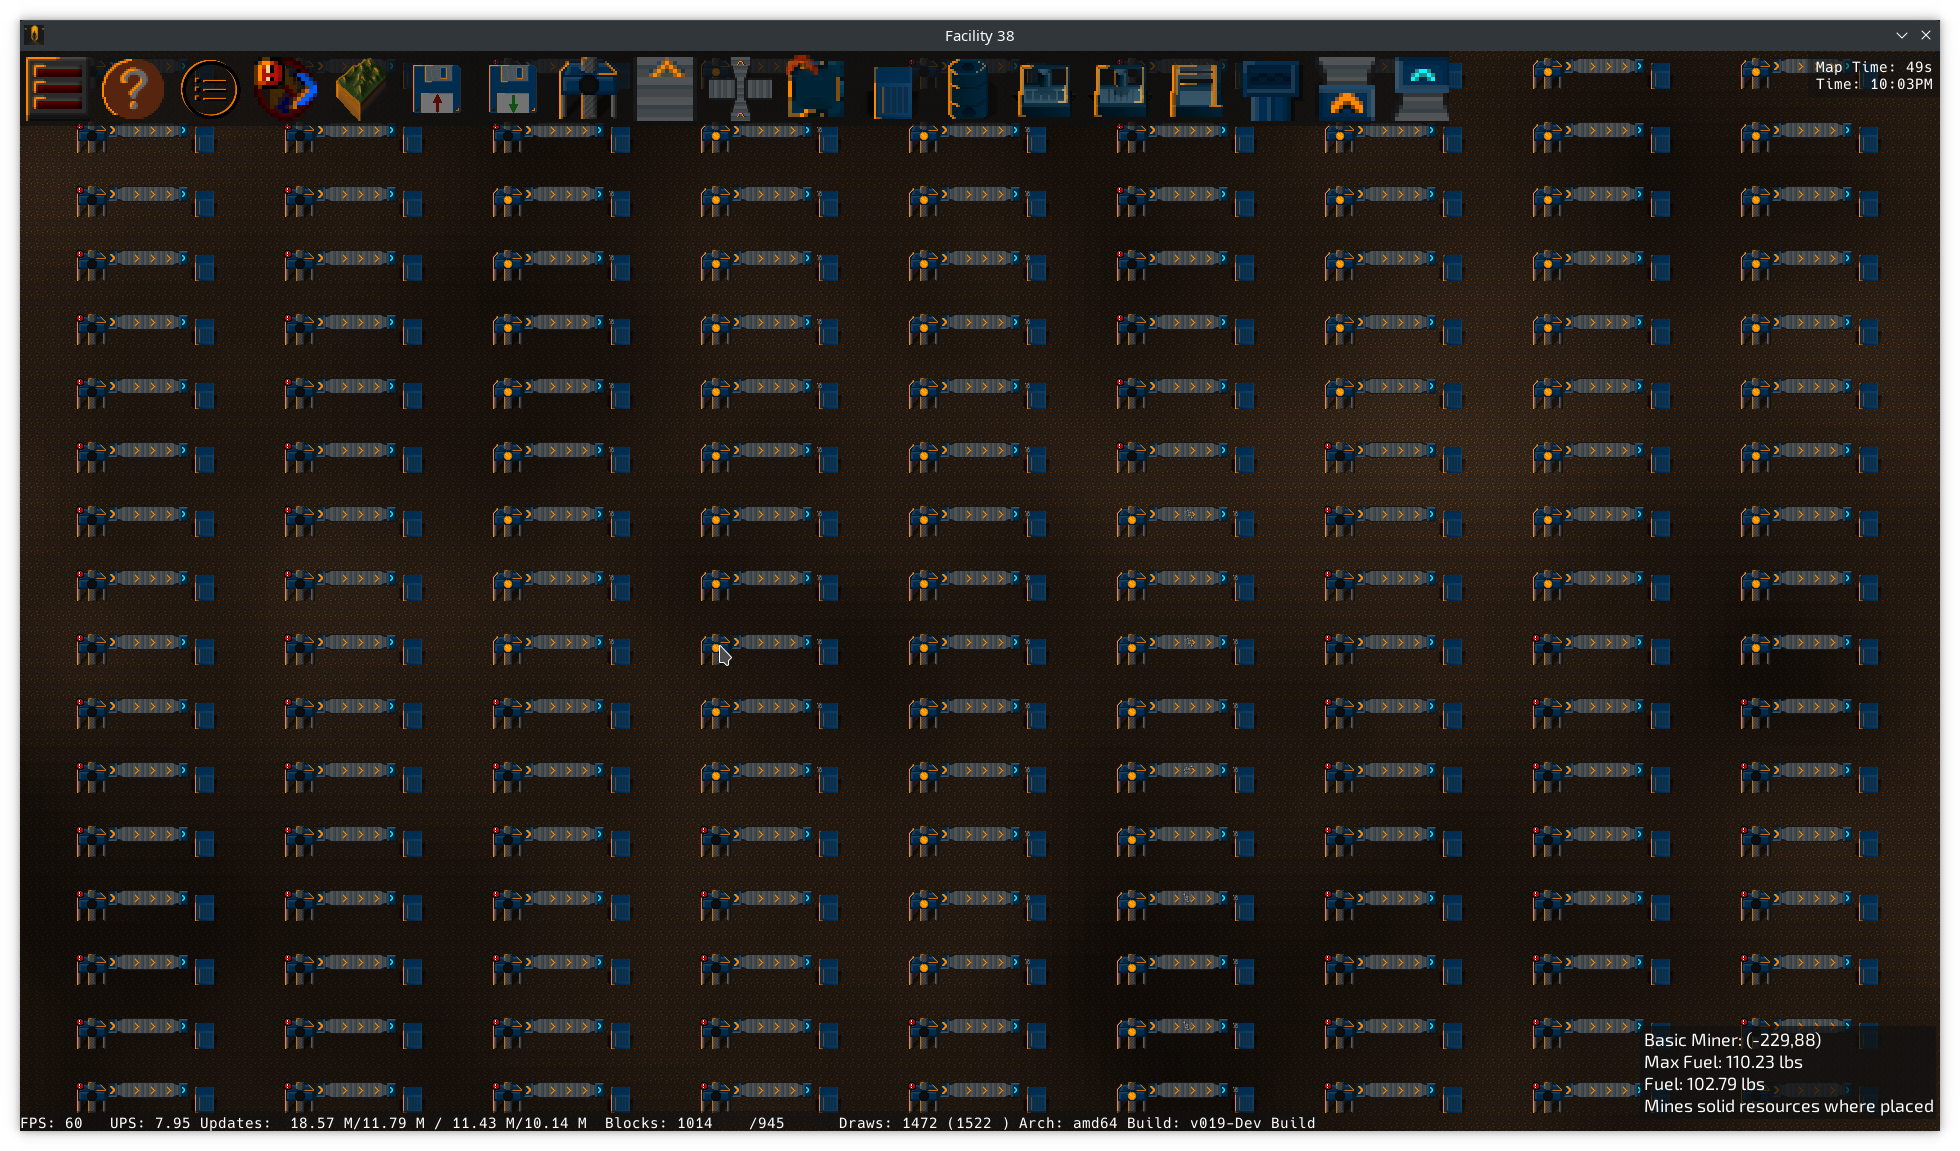 Facility 38
?
Map Time: 49s
Time: 10:03PM
Basic Miner: (-229,88)
Max Fuel: 110.23 lbs
Fuel: 102.79 lbs
Mines solid resources where placed
FPS: 60 UPS: 7.95 Updates: 18.57 M/11.79 M / 11.43 M/10.14 M Blocks: 1014 /945 Draws: 1472 (1522 ) Arch: amd64 Build: v019-Dev Build